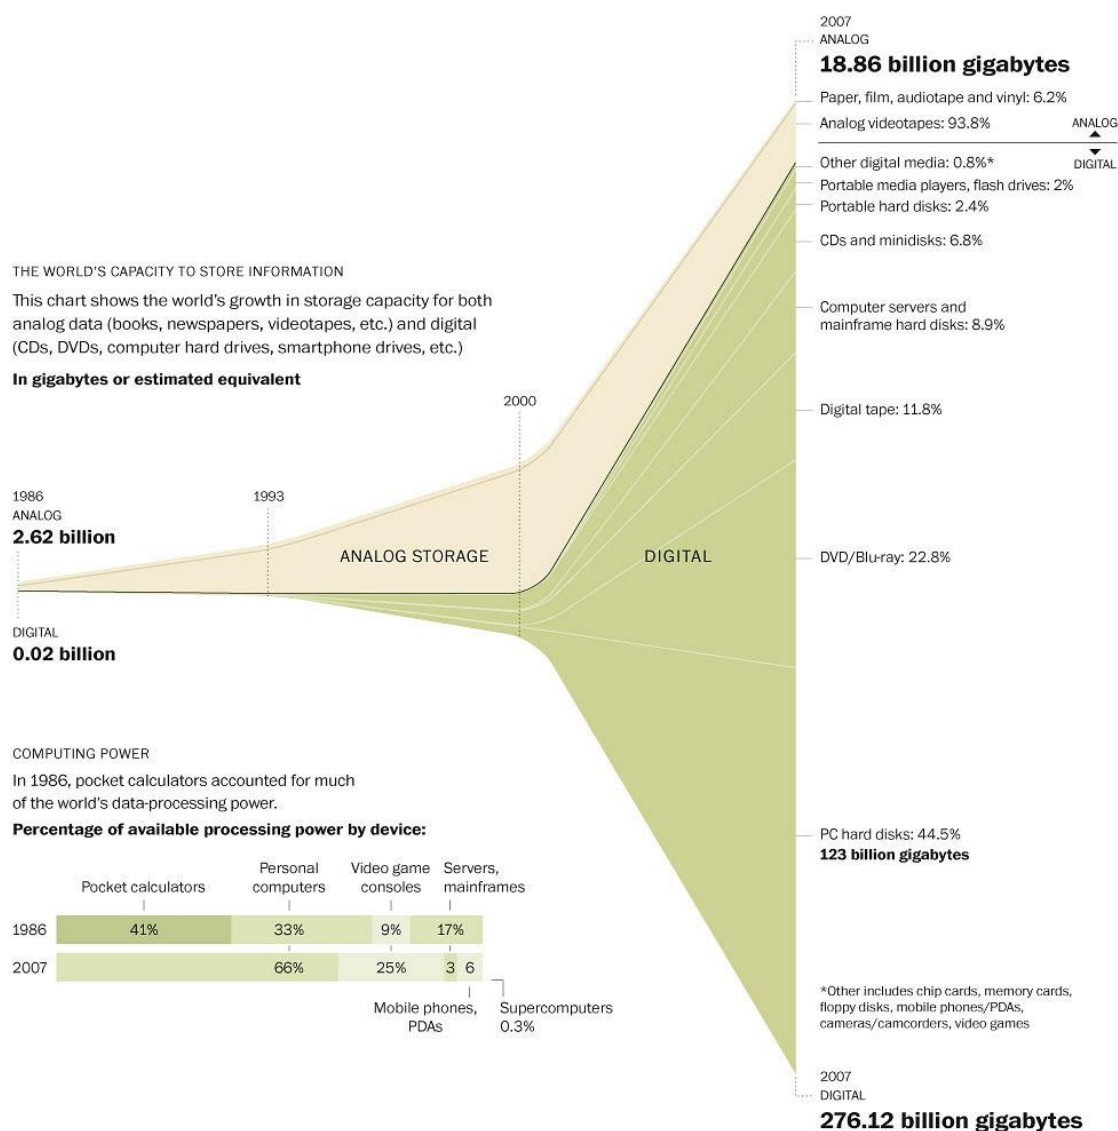 2007
ANALOG
18.86 billion gigabytes
Paper, film, audiotape and vinyl: 6.2%
Analog videotapes: 93.8%
ANALOG
DIGITAL
Other digital media: 0.8%*
Portable media players, flash drives: 2%
Portable hard disks: 2.4%
CDs and minidisks: 6.8%
Computer servers and
mainframe hard disks: 8.9%
Digital tape: 11.8%
DVD/Blu-ray: 22.8%
PC hard disks: 44.5%
123 billion gigabytes
*Other includes chip cards, memory cards,
floppy disks, mobile phones/PDAs,
cameras/camcorders, video games
2007
DIGITAL
276.12 billion gigabytes
THE WORLD'S CAPACITY TO STORE INFORMATION
This chart shows the world's growth in storage capacity for both
analog data (books, newspapers, videotapes, etc.) and digital
(CDs, DVDs, computer hard drives, smartphone drives, etc.)
In gigabytes or estimated equivalent
2000
1993
1986
ANALOG
2.62 billion
ANALOG STORAGE
DIGITAL
DIGITAL
0.02 billion
COMPUTING POWER
In 1986, pocket calculators accounted for much
of the world's data-processing power.
Percentage of available processing power by device:
Pocket calculators
Personal
computers
Video game
consoles
Servers,
mainframes
1986 41% 33% 9% 17%
2007 66% 25% 3 6
Mobile phones,
PDAs
Supercomputers
0.3%